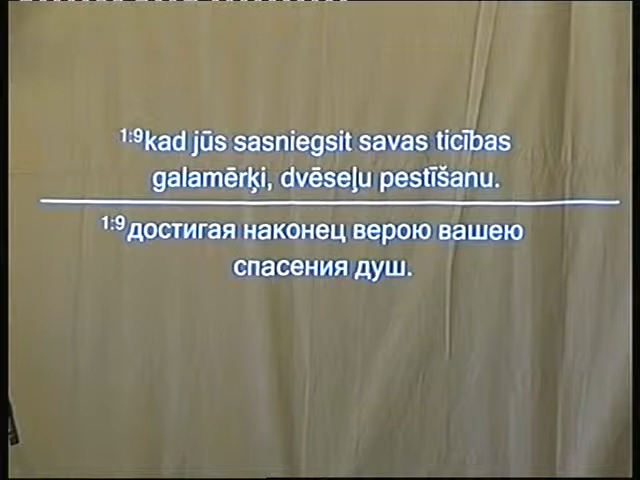 1:9kad jūs sasniegsit savas ticības
galamērķi, dvēseļu pestīšanu.
1:9достигая наконец верою вашею
спасения душ.